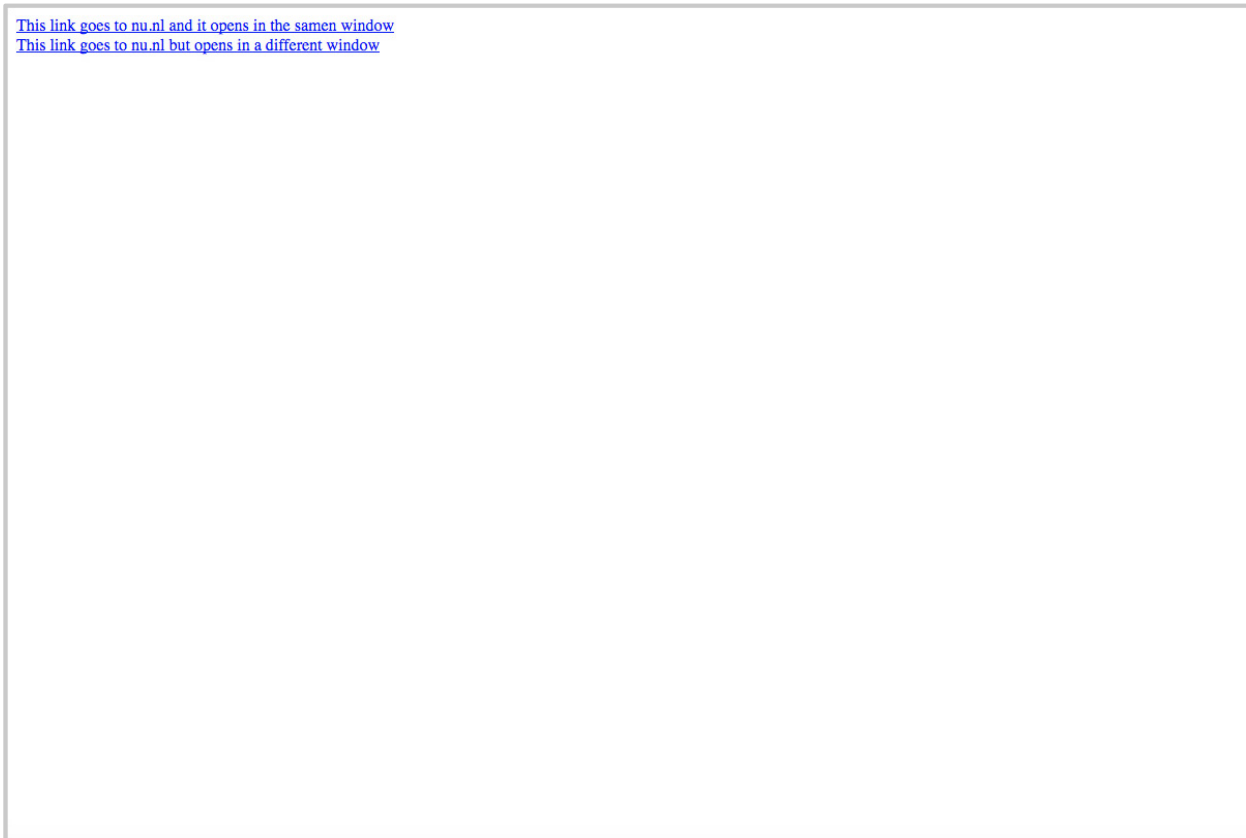 This link goes to nu.nl and it opens in the samen window
This link goes to nu.nl but opens in a different window